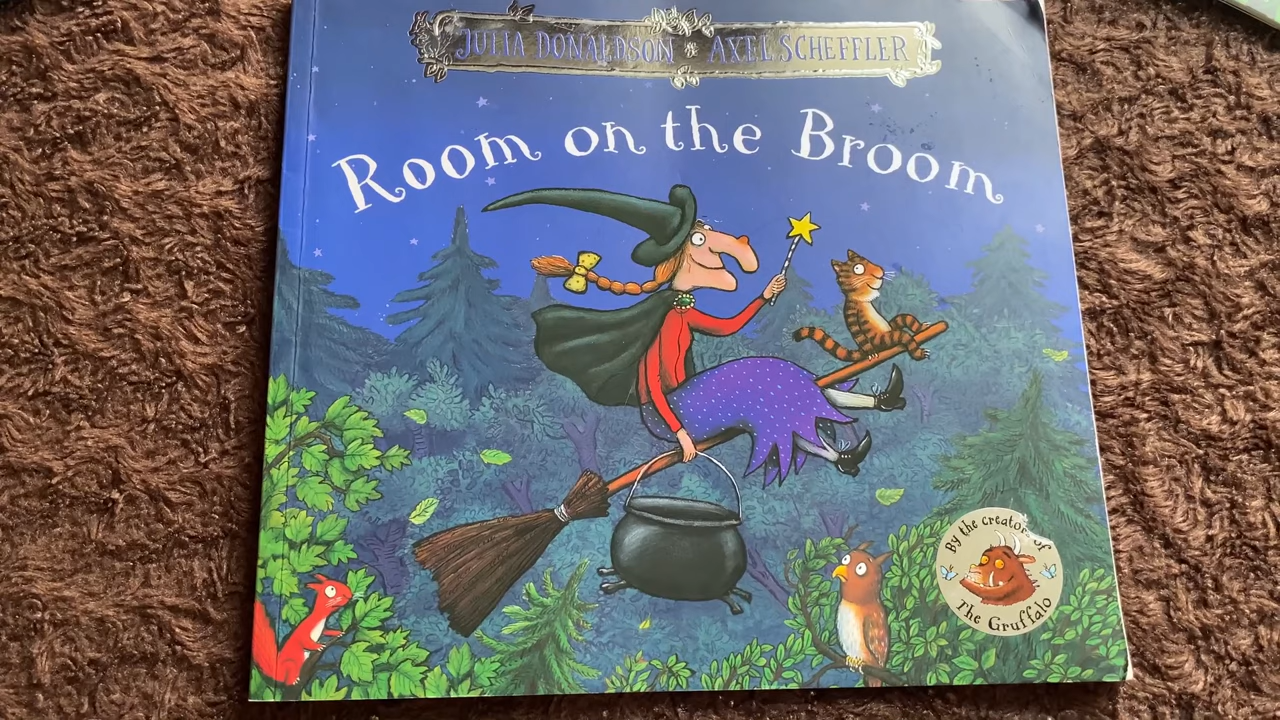 JULIA DONALDSON * AXEL SCHEFFLER
Room on the Broom
By the creators of
The Gruffalo